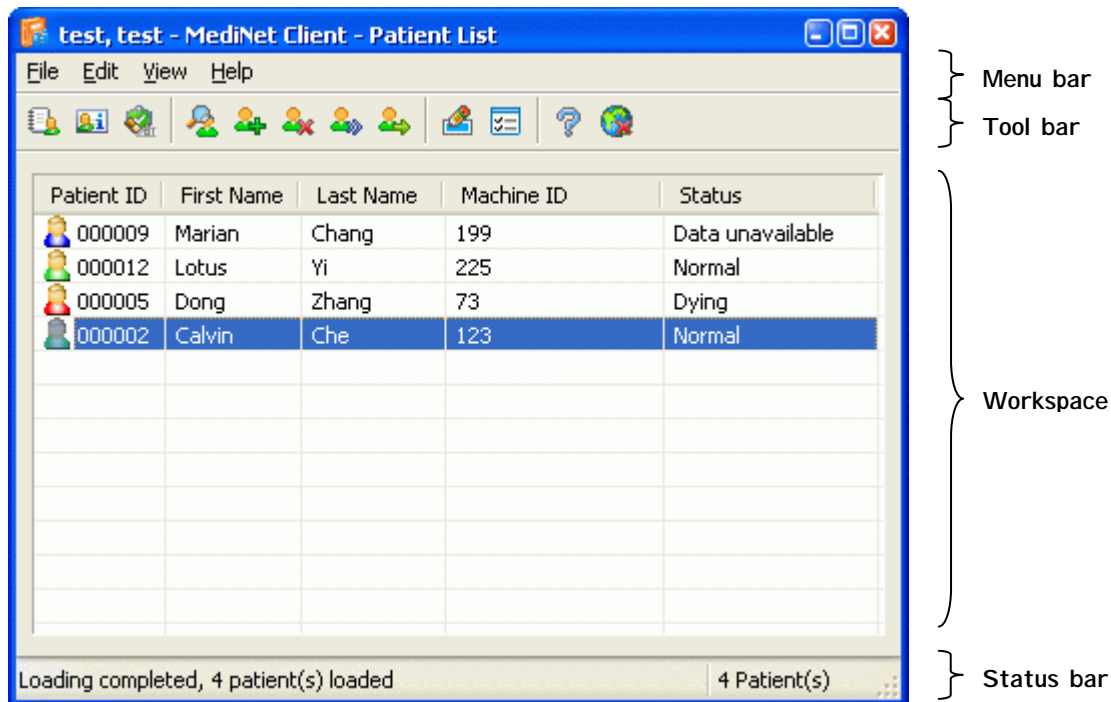 test, test - MediNet Client - Patient List
File Edit View Help
Menu bar
Tool bar
Patient ID First Name Last Name Machine ID Status
000009 Marian Chang 199 Data unavailable
000012 Lotus Yi 225 Normal
000005 Dong Zhang 73 Dying
000002 Calvin Che 123 Normal
Workspace
Loading completed, 4 patient(s) loaded 4 Patient(s)
Status bar